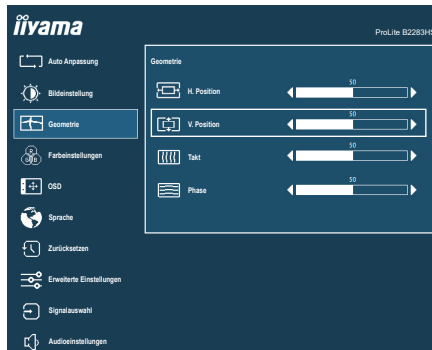 iiyama
ProLite B2283HS
Auto Anpassung
Bildeinstellung
Geometrie
Farbeinstellungen
R
G B
OSD
Sprache
Zurücksetzen
Erweiterte Einstellungen
Signalauswahl
Audioeinstellungen
Geometrie
H. Position
50
V. Position
50
Takt
50
Phase
50